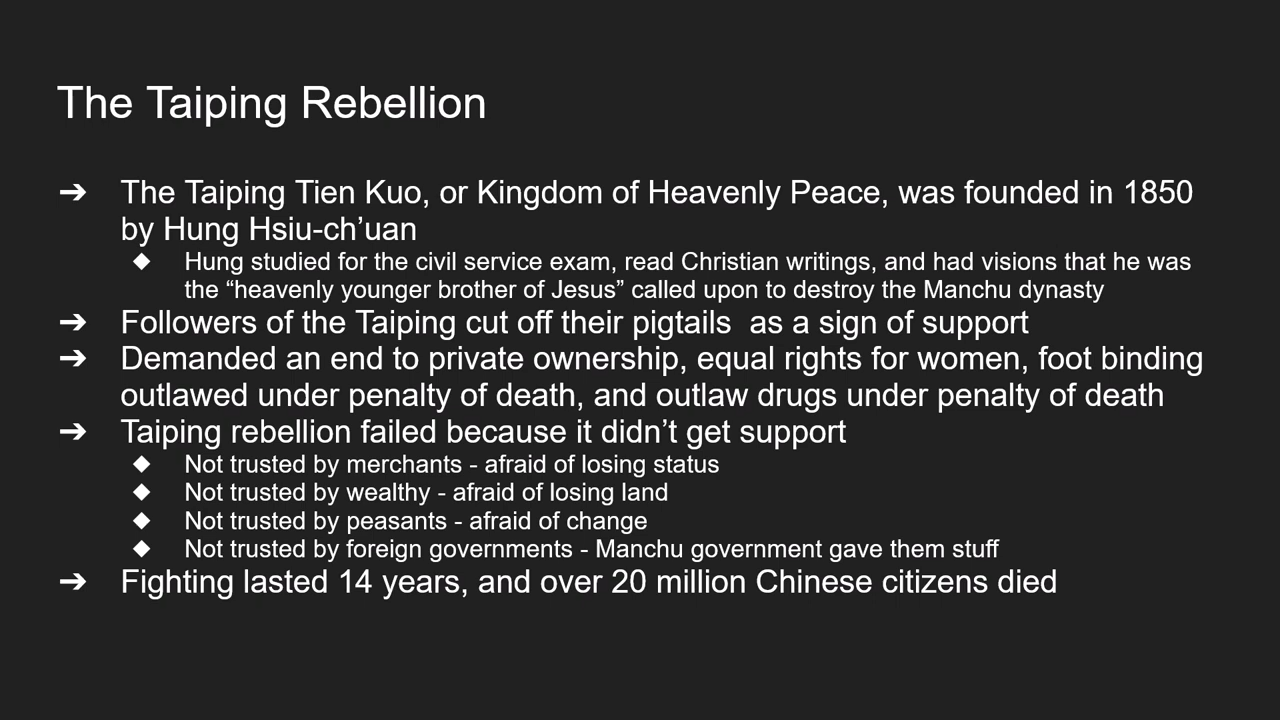 The Taiping Rebellion
➔ The Taiping Tien Kuo, or Kingdom of Heavenly Peace, was founded in 1850
by Hung Hsiu-ch’uan
◆ Hung studied for the civil service exam, read Christian writings, and had visions that he was
the “heavenly younger brother of Jesus” called upon to destroy the Manchu dynasty
➔ Followers of the Taiping cut off their pigtails  as a sign of support
➔ Demanded an end to private ownership, equal rights for women, foot binding
outlawed under penalty of death, and outlaw drugs under penalty of death
➔ Taiping rebellion failed because it didn’t get support
◆ Not trusted by merchants - afraid of losing status
◆ Not trusted by wealthy - afraid of losing land
◆ Not trusted by peasants - afraid of change
◆ Not trusted by foreign governments - Manchu government gave them stuff
➔ Fighting lasted 14 years, and over 20 million Chinese citizens died